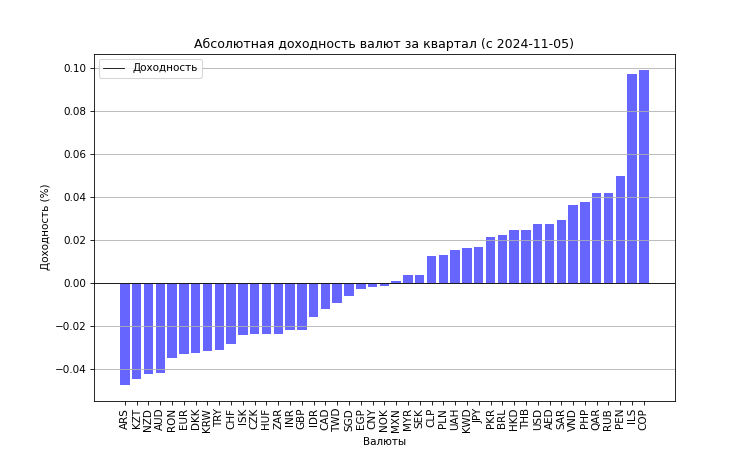 Абсолютная доходность валют за квартал (с 2024-11-05)
Доходность
Доходность (%)
0.10
0.08
0.06
0.04
0.02
0.00
−0.02
−0.04
ARS
KZT
NZD
AUD
RON
EUR
DKK
KRW
TRY
CHF
ISK
CZK
HUF
ZAR
INR
GBP
IDR
CAD
TWD
SGD
EGP
CNY
NOK
MXN
MYR
SEK
CLP
PLN
UAH
KWD
JPY
PKR
BRL
HKD
THB
USD
AED
SAR
VND
PHP
QAR
RUB
PEN
ILS
COP
Валюты